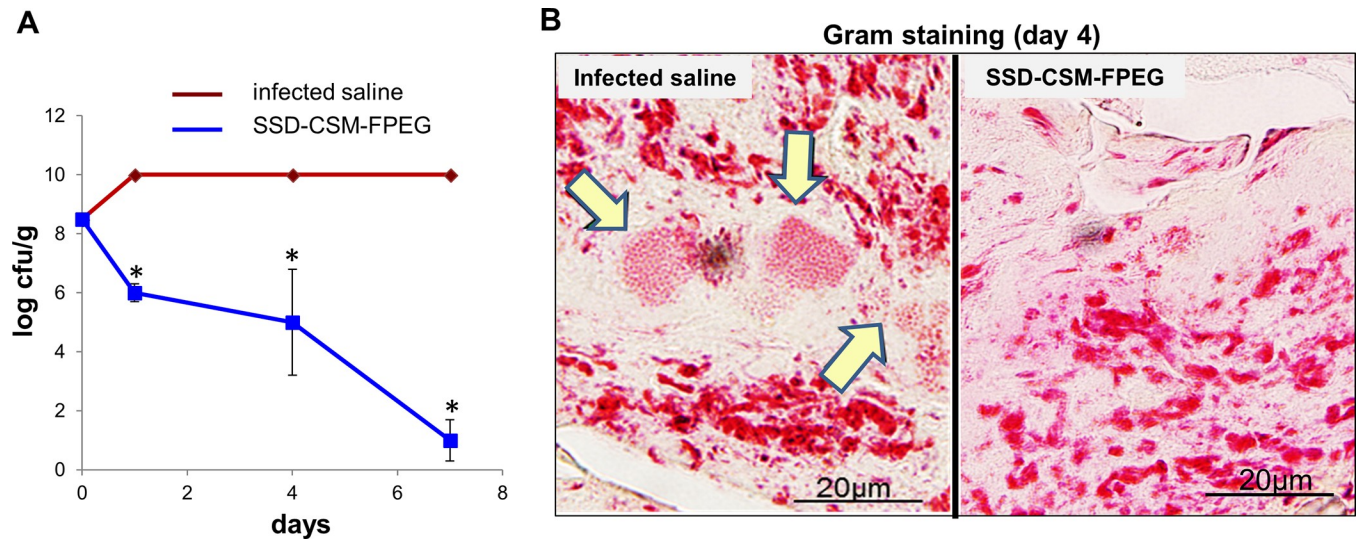 A
infected saline
SSD-CSM-FPEG
12
10
8
6
4
2
0
log cfu/g
*
*
*
0
2
4
6
8
days
B
Gram staining (day 4)
Infected saline
SSD-CSM-FPEG
20µm
20µm